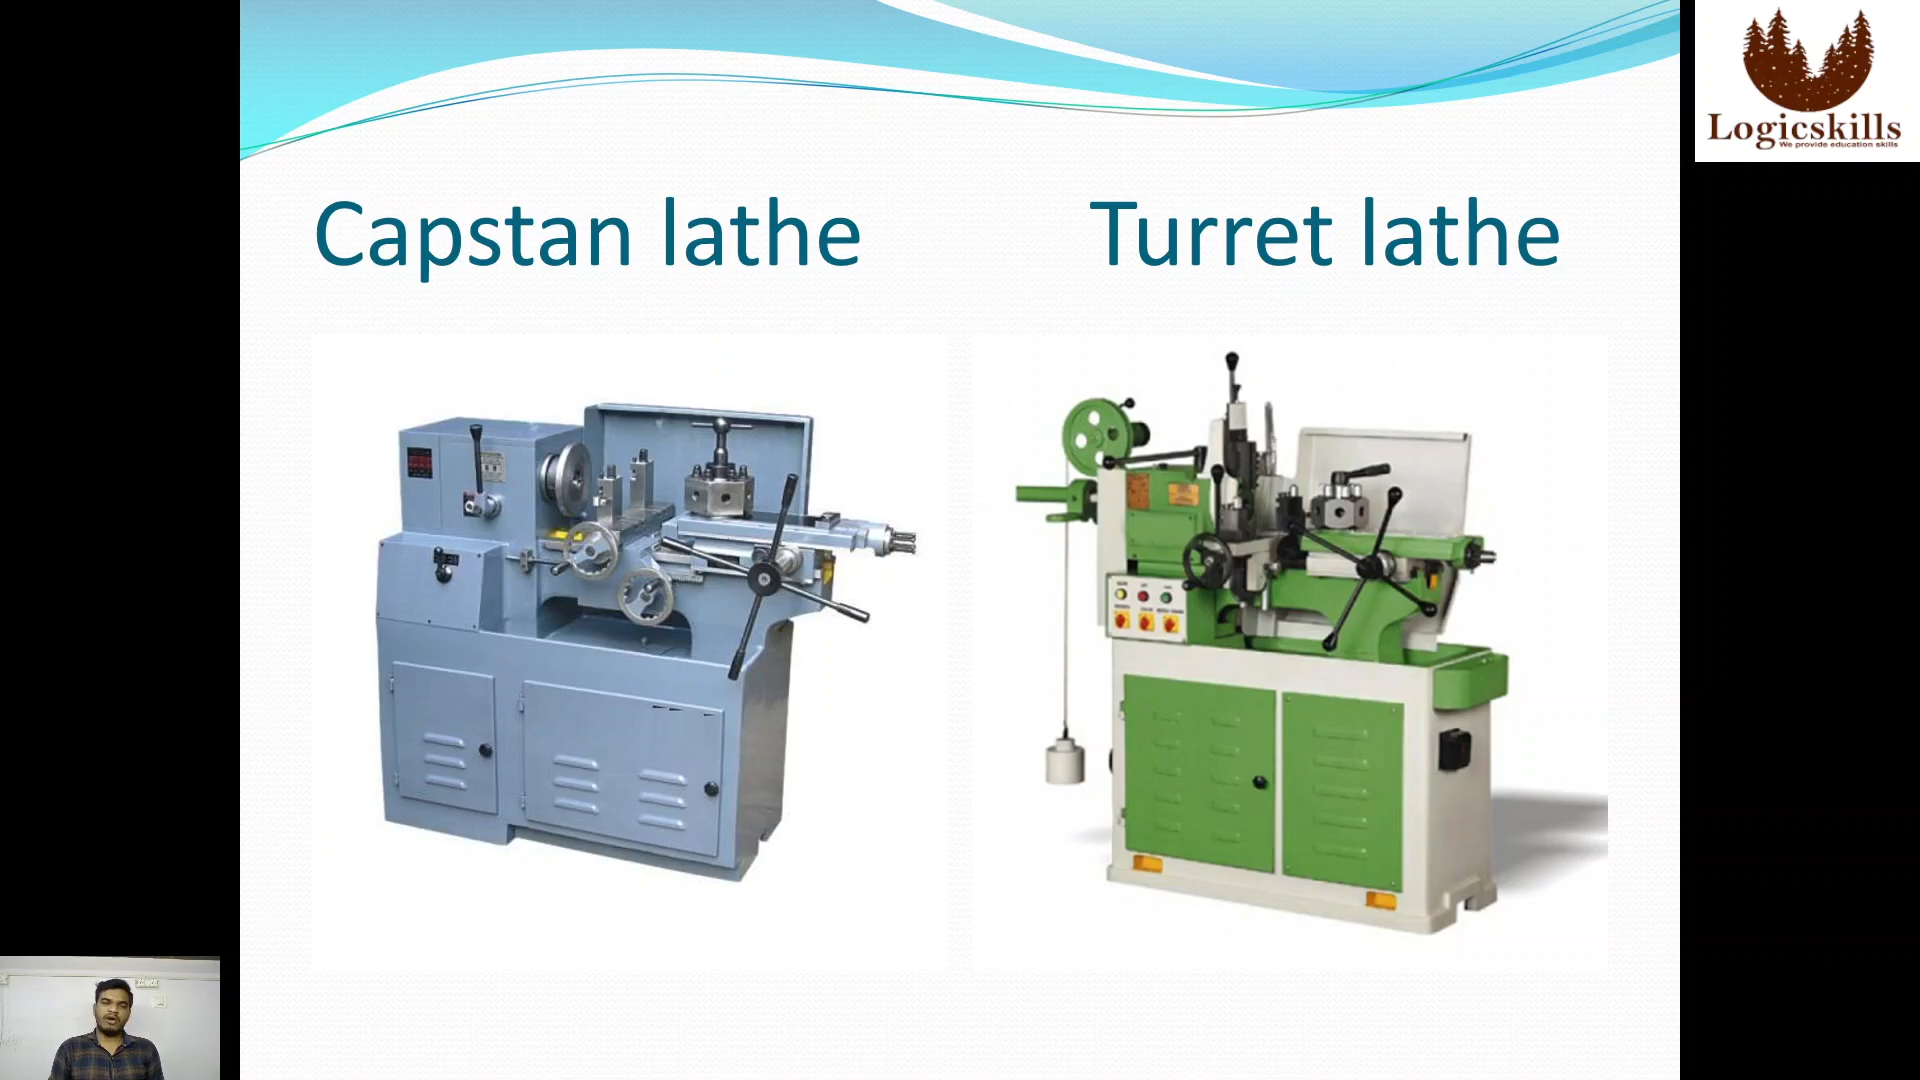 Capstan lathe
Turret lathe
Logicskills
We provide education skills